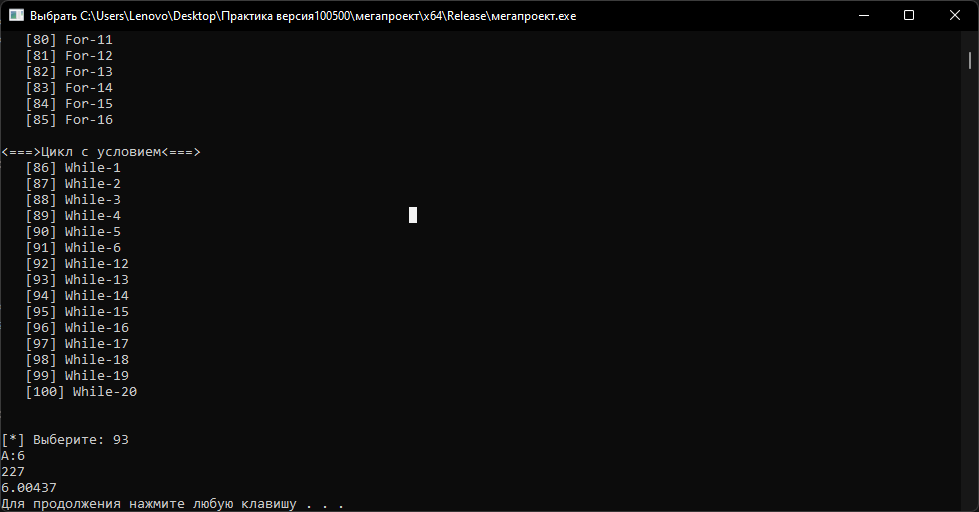 Выбрать C:\Users\Lenovo\Desktop\Практика версия100500\мегапроект\x64\Release\мегапроект.exe
[80] For-11
[81] For-12
[82] For-13
[83] For-14
[84] For-15
[85] For-16
<===>Цикл с условием<===>
[86] While-1
[87] While-2
[88] While-3
[89] While-4
[90] While-5
[91] While-6
[92] While-12
[93] While-13
[94] While-14
[95] While-15
[96] While-16
[97] While-17
[98] While-18
[99] While-19
[100] While-20
[*] Выберите: 93
A:6
227
6.00437
Для продолжения нажмите любую клавишу . . .